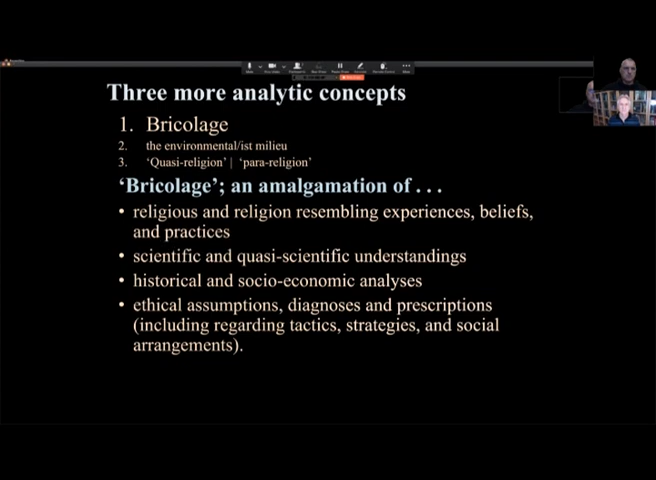 Three more analytic concepts
1. Bricolage
2. the environmental/ist milieu
3. ‘Quasi-religion’ | ‘para-religion’
‘Bricolage’; an amalgamation of . . .
• religious and religion resembling experiences, beliefs,
and practices
• scientific and quasi-scientific understandings
• historical and socio-economic analyses
• ethical assumptions, diagnoses and prescriptions
(including regarding tactics, strategies, and social
arrangements).